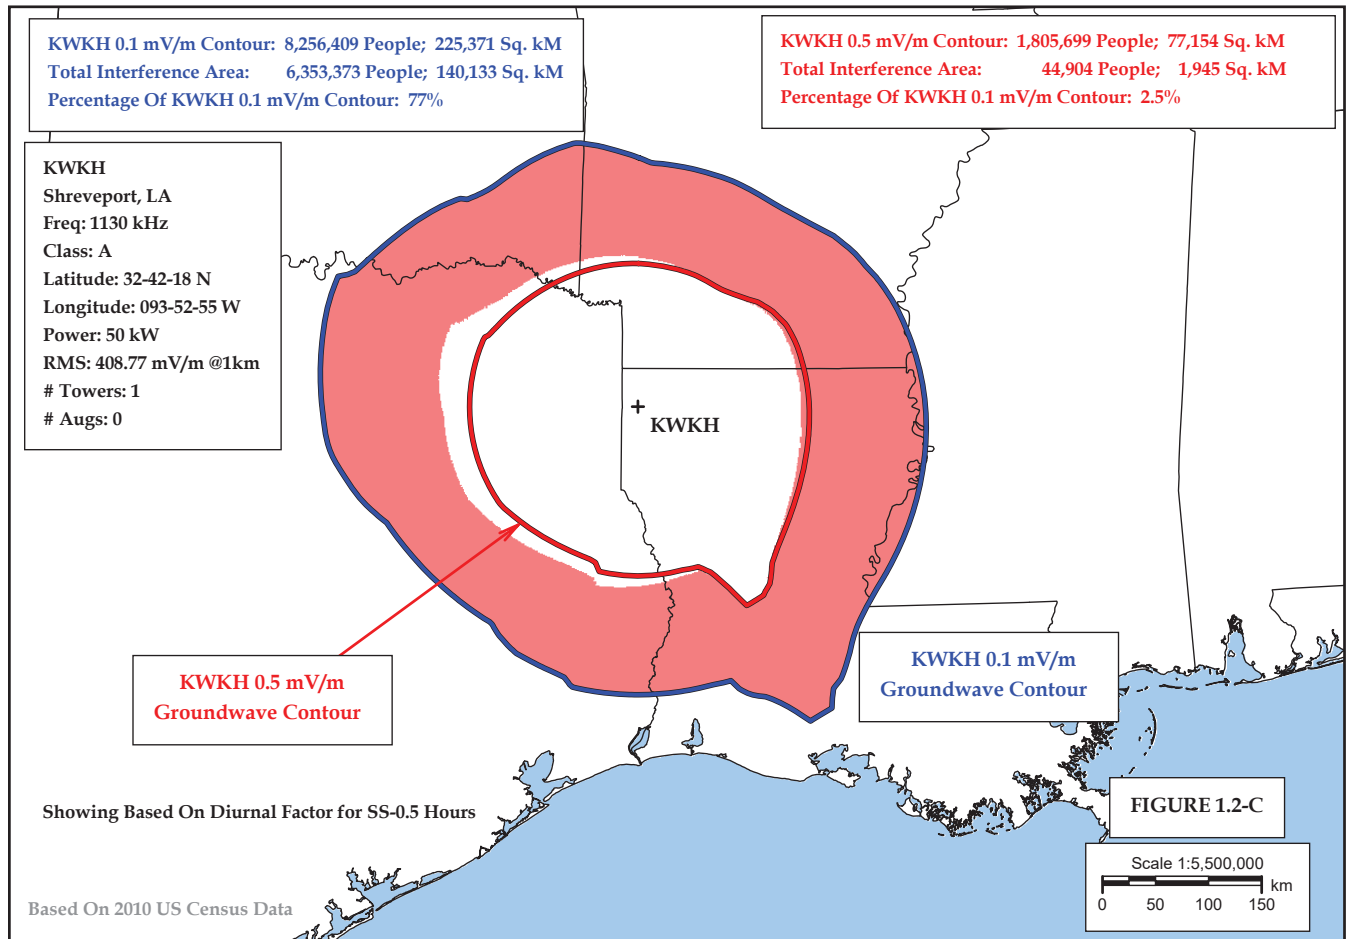 KWKH 0.1 mV/m Contour: 8,256,409 People; 225,371 Sq. kM
Total Interference Area: 6,353,373 People; 140,133 Sq. kM
Percentage Of KWKH 0.1 mV/m Contour: 77%
KWKH 0.5 mV/m Contour: 1,805,699 People; 77,154 Sq. kM
Total Interference Area: 44,904 People; 1,945 Sq. kM
Percentage Of KWKH 0.1 mV/m Contour: 2.5%
KWKH
Shreveport, LA
Freq: 1130 kHz
Class: A
Latitude: 32-42-18 N
Longitude: 093-52-55 W
Power: 50 kW
RMS: 408.77 mV/m @1km
# Towers: 1
# Augs: 0
KWKH
KWKH 0.5 mV/m
Groundwave Contour
KWKH 0.1 mV/m
Groundwave Contour
Showing Based On Diurnal Factor for SS-0.5 Hours
FIGURE 1.2-C
Scale 1:5,500,000
km
0 50 100 150
Based On 2010 US Census Data